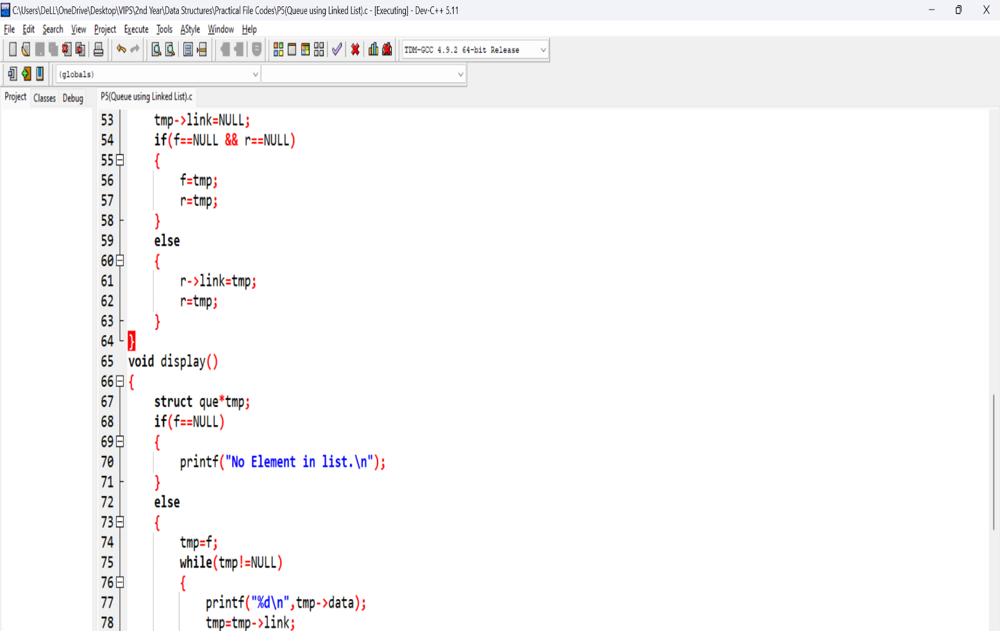 C:\Users\DeLL\OneDrive\Desktop\VIPS\2nd Year\Data Structures\Practical File Codes\P5(Queue using Linked List).c - [Executing] - Dev-C++ 5.11
File Edit Search View Project Execute Tools AStyle Window Help
TDM-GCC 4.9.2 64-bit Release
(globals)
Project Classes Debug P5(Queue using Linked List).c
53 tmp->link=NULL;
54 if(f==NULL && r==NULL)
55 {
56 f=tmp;
57 r=tmp;
58 }
59 else
60 {
61 r->link=tmp;
62 r=tmp;
63 }
64 }
65 void display()
66 {
67 struct que*tmp;
68 if(f==NULL)
69 {
70 printf("No Element in list.\n");
71 }
72 else
73 {
74 tmp=f;
75 while(tmp!=NULL)
76 {
77 printf("%d\n",tmp->data);
78 tmp=tmp->link;